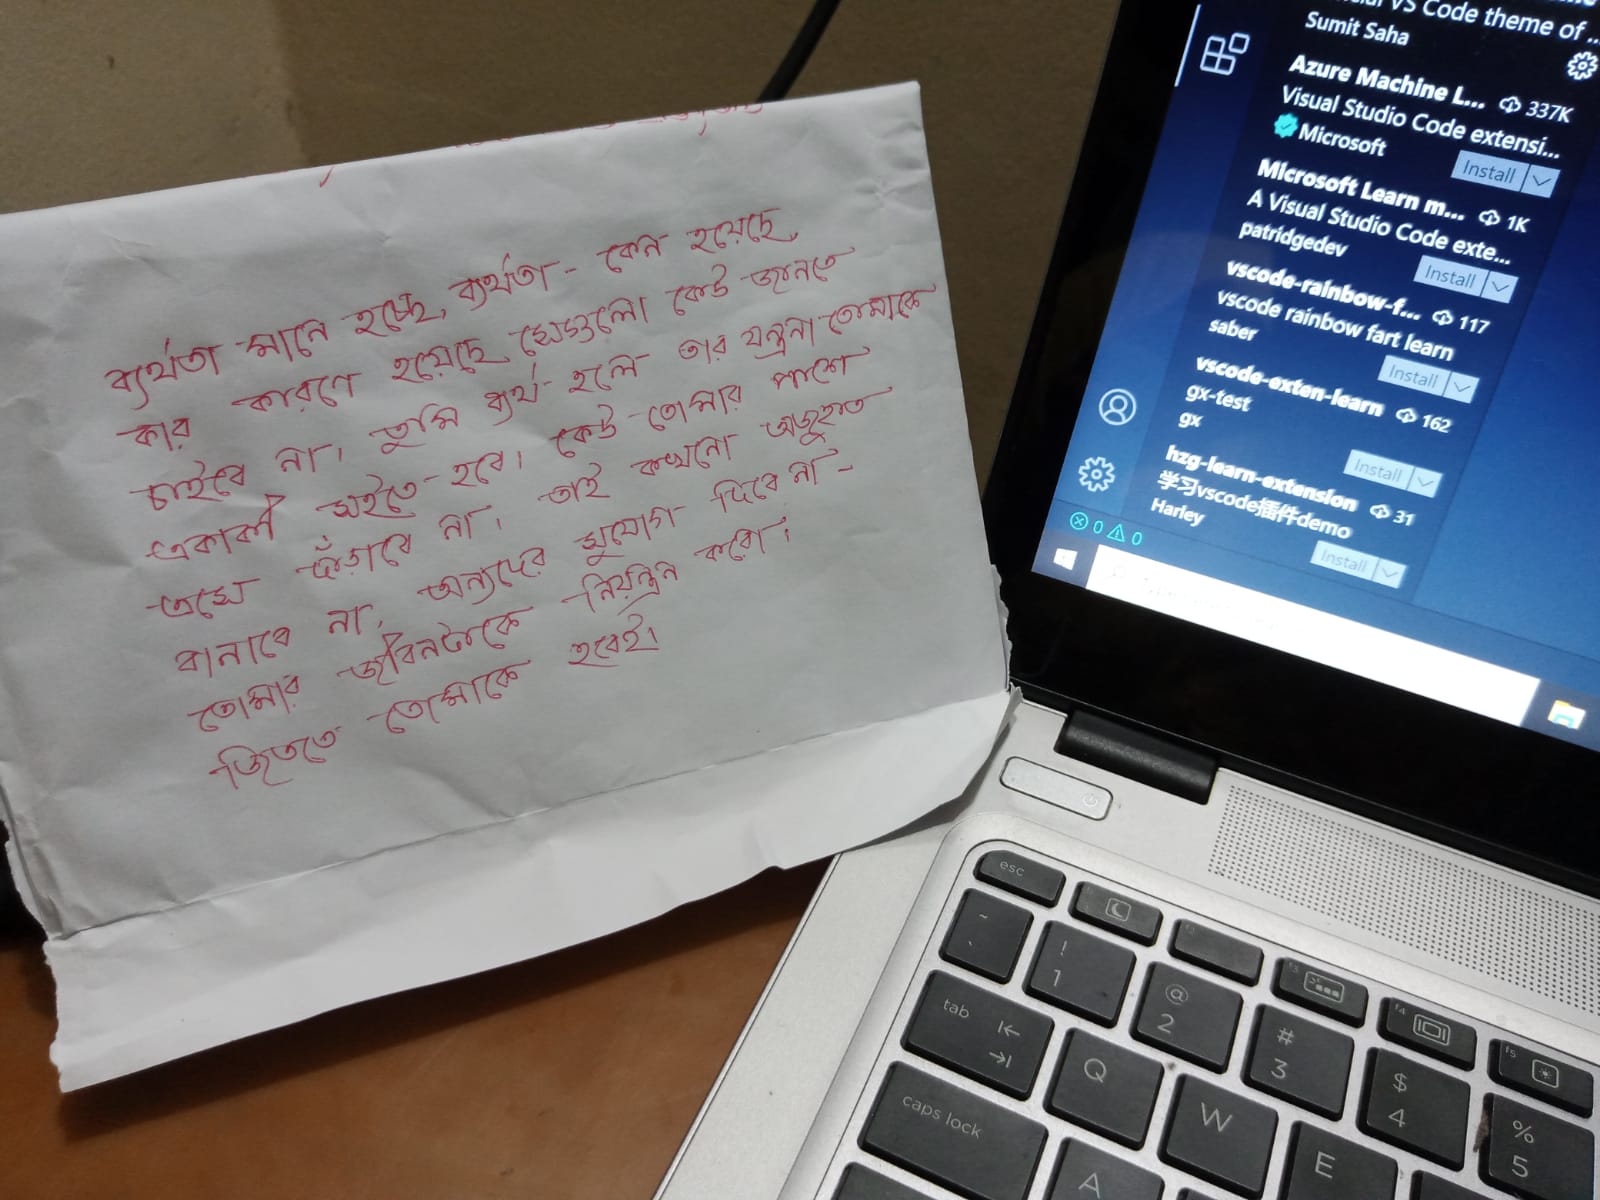 ব্যর্থতা মানে হচ্ছে, ব্যর্থতা - কেন হয়েছে,
কার কারণে হয়েছে সেগুলো কেউ জানতে
চাইবে না। তুমি ব্যর্থ হলে তার যন্ত্রনা তোমাকে
একাকী সইতে হবে। কেউ তোমার পাশে
এসে দাঁড়াবে না। তাই কখনো অজুহাত
বানাবে না, অন্যদের সুযোগ দিবে না -
তোমার জীবনটাকে নিয়ন্ত্রন করো।
জিততে তোমাকে হবেই।
VS Code theme of ...
Sumit Saha
Azure Machine L... 337K
Visual Studio Code extensi...
Microsoft
Install
Microsoft Learn m... 1K
A Visual Studio Code exte...
patridgedev
Install
vscode-rainbow-f... 117
vscode rainbow fart learn
saber
Install
vscode-exten-learn 162
gx-test
gx
Install
hzg-learn-extension 31
学习vscode插件demo
Harley
Install
0 0
esc
~ ! @ # $ %
` 1 2 3 4 5
tab Q W E
caps lock A